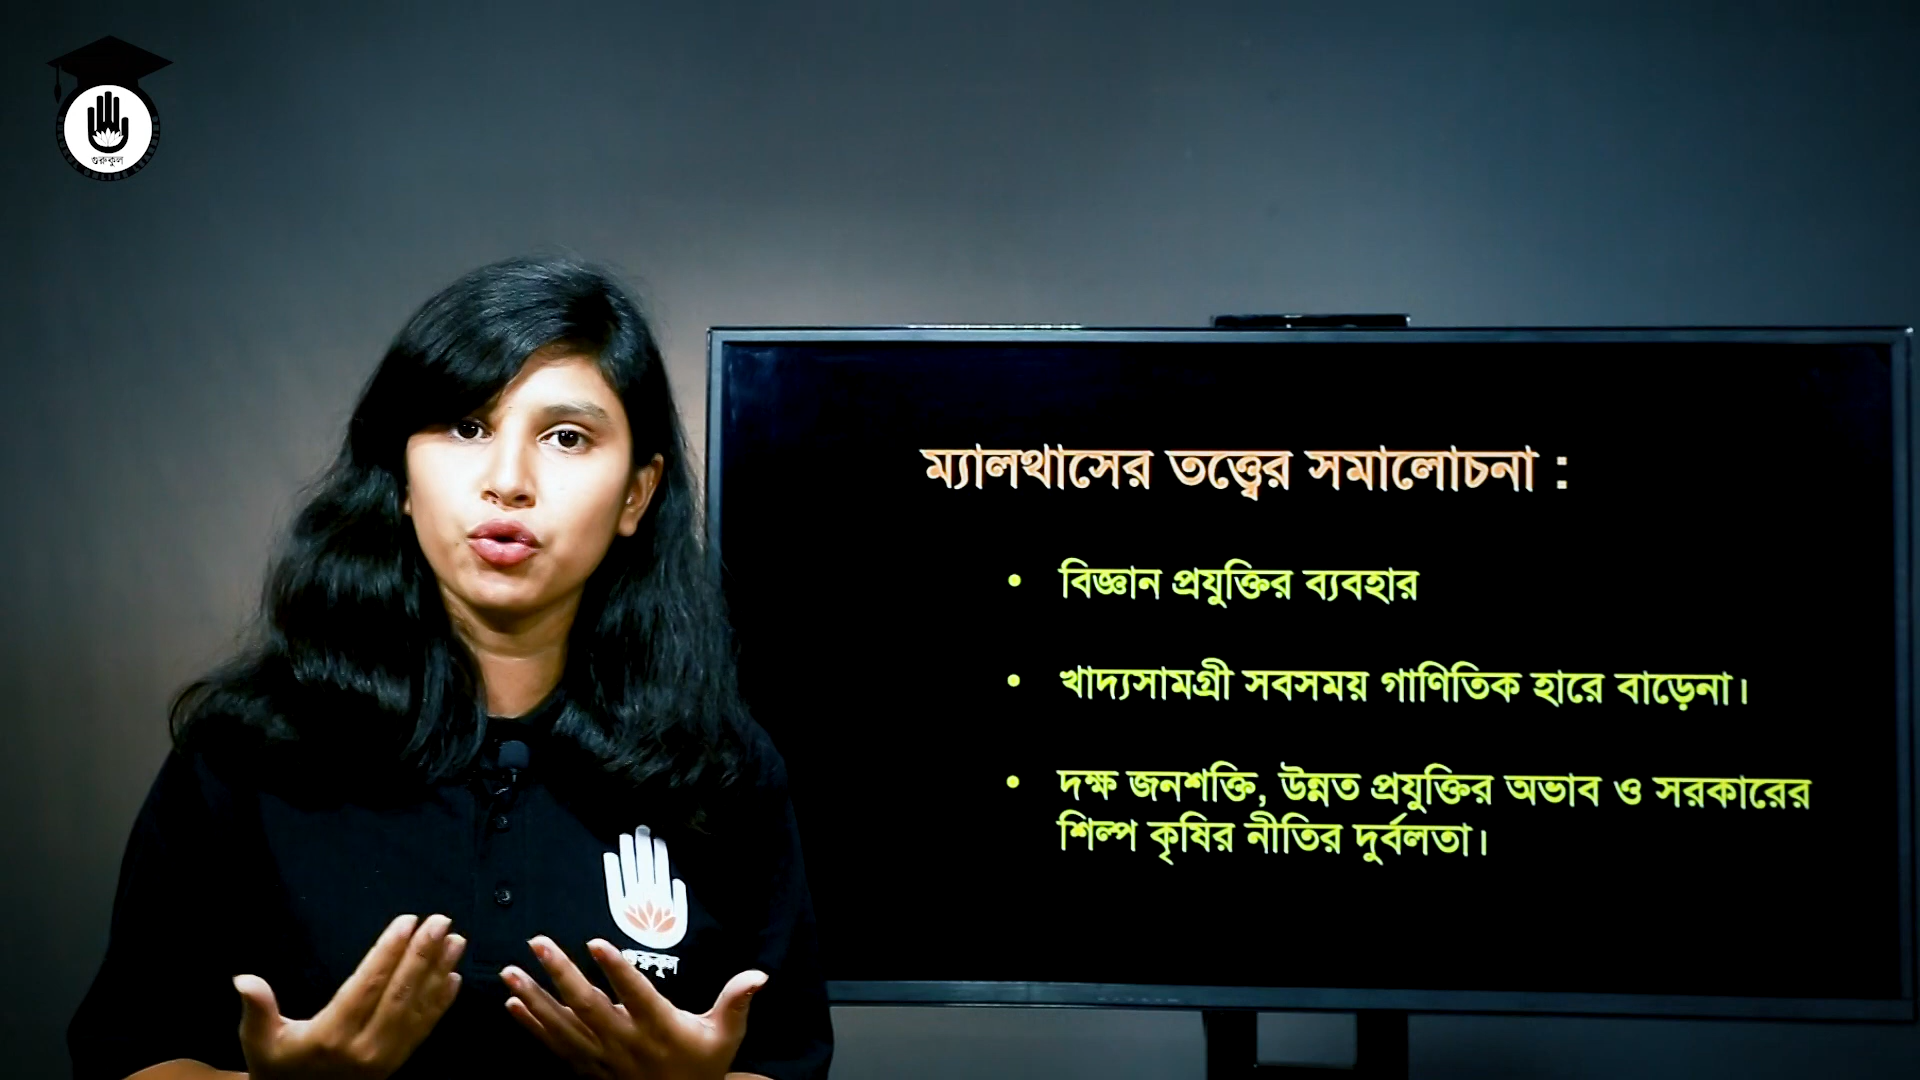 গুরুকুল
ম্যালথাসের তত্ত্বের সমালোচনা :
• বিজ্ঞান প্রযুক্তির ব্যবহার
• খাদ্যসামগ্রী সবসময় গাণিতিক হারে বাড়েনা।
• দক্ষ জনশক্তি, উন্নত প্রযুক্তির অভাব ও সরকারের
শিল্প কৃষির নীতির দুর্বলতা।
গুরুকুল